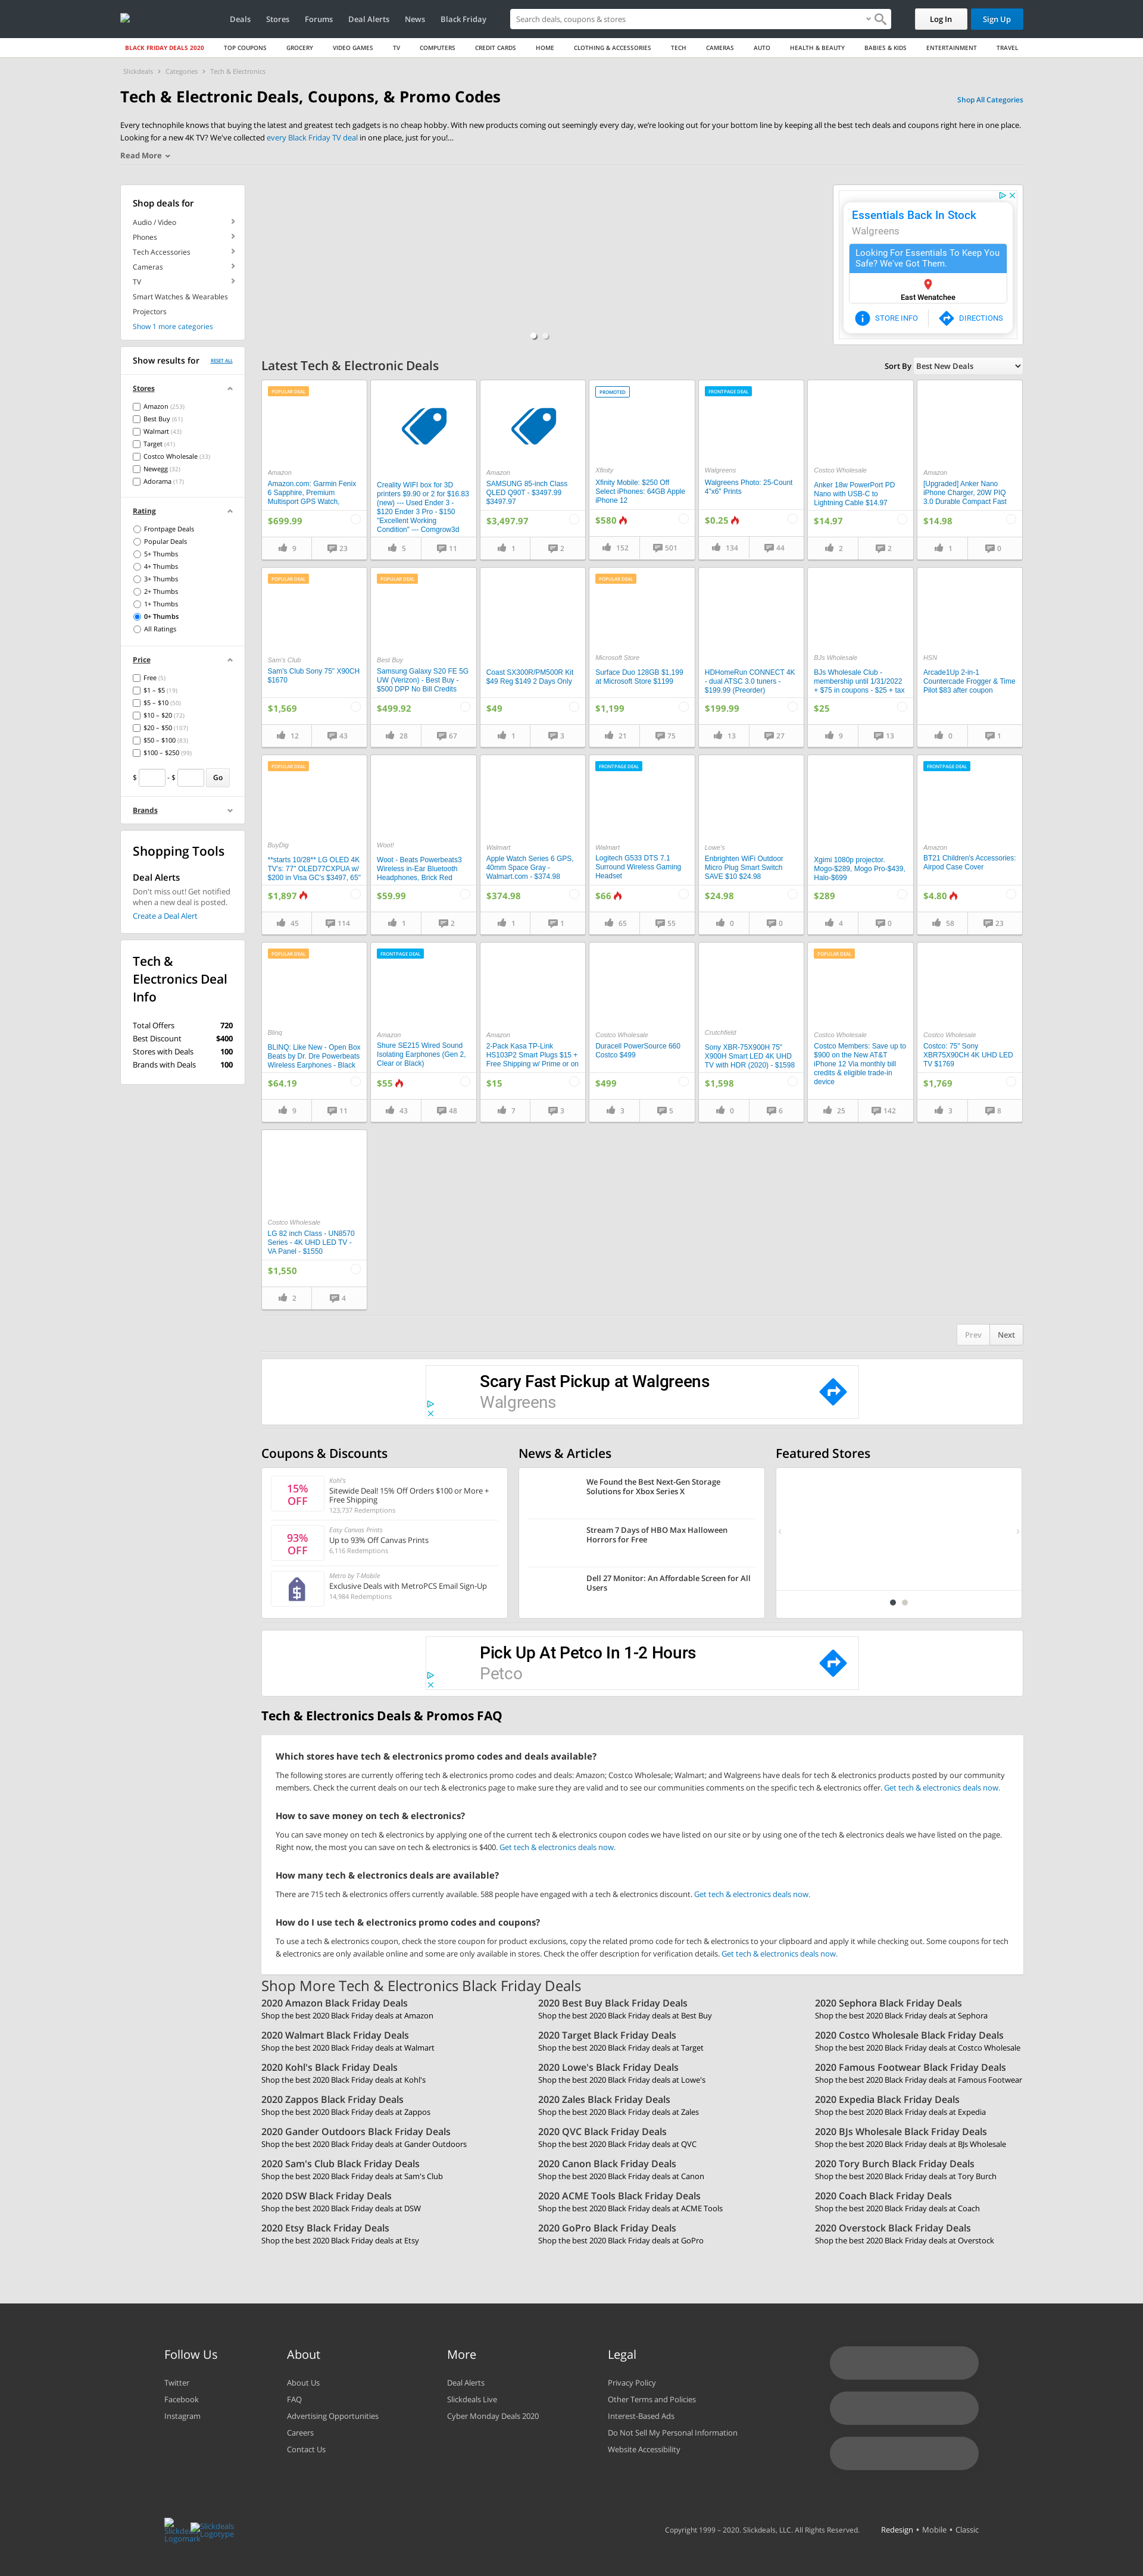 Deals
Stores
Forums
Deal Alerts
News
Black Friday
Search deals, coupons & stores
Log In
Sign Up
BLACK FRIDAY DEALS 2020
TOP COUPONS
GROCERY
VIDEO GAMES
TV
COMPUTERS
CREDIT CARDS
HOME
CLOTHING & ACCESSORIES
TECH
CAMERAS
AUTO
HEALTH & BEAUTY
BABIES & KIDS
ENTERTAINMENT
TRAVEL
Slickdeals > Categories > Tech & Electronics
Tech & Electronic Deals, Coupons, & Promo Codes
Shop All Categories
Every technophile knows that buying the latest and greatest tech gadgets is no cheap hobby. With new products coming out seemingly every day, we're looking out for your bottom line by keeping all the best tech deals and coupons right here in one place.
Looking for a new 4K TV? We've collected every Black Friday TV deal in one place, just for you!...
Read More
Shop deals for
Audio / Video
Phones
Tech Accessories
Cameras
TV
Smart Watches & Wearables
Projectors
Show 1 more categories
Essentials Back In Stock
Walgreens
Looking For Essentials To Keep You
Safe? We've Got Them.
East Wenatchee
STORE INFO
DIRECTIONS
Show results for
RESET ALL
Stores
Amazon (253)
Best Buy (61)
Walmart (43)
Target (41)
Costco Wholesale (33)
Newegg (32)
Adorama (17)
Rating
Frontpage Deals
Popular Deals
5+ Thumbs
4+ Thumbs
3+ Thumbs
2+ Thumbs
1+ Thumbs
0+ Thumbs
All Ratings
Price
Free (5)
$1 – $5 (19)
$5 – $10 (50)
$10 – $20 (72)
$20 – $50 (107)
$50 – $100 (83)
$100 – $250 (99)
$ - $ Go
Brands
Shopping Tools
Deal Alerts
Don't miss out! Get notified
when a new deal is posted.
Create a Deal Alert
Tech &
Electronics Deal
Info
Total Offers 720
Best Discount $400
Stores with Deals 100
Brands with Deals 100
Latest Tech & Electronic Deals
Sort By Best New Deals
POPULAR DEAL
Amazon
Amazon.com: Garmin Fenix
6 Sapphire, Premium
Multisport GPS Watch,
$699.99
9 23
Creality WIFI box for 3D
printers $9.90 or 2 for $16.83
(new) --- Used Ender 3 -
$120 Ender 3 Pro - $150
"Excellent Working
Condition" --- Comgrow3d
5 11
Amazon
SAMSUNG 85-inch Class
QLED Q90T - $3497.99
$3497.97
$3,497.97
1 2
PROMOTED
Xfinity
Xfinity Mobile: $250 Off
Select iPhones: 64GB Apple
iPhone 12
$580
152 501
FRONTPAGE DEAL
Walgreens
Walgreens Photo: 25-Count
4"x6" Prints
$0.25
134 44
Costco Wholesale
Anker 18w PowerPort PD
Nano with USB-C to
Lightning Cable $14.97
$14.97
2 2
Amazon
[Upgraded] Anker Nano
iPhone Charger, 20W PIQ
3.0 Durable Compact Fast
$14.98
1 0
POPULAR DEAL
Sam's Club
Sam's Club Sony 75" X90CH
$1670
$1,569
12 43
POPULAR DEAL
Best Buy
Samsung Galaxy S20 FE 5G
UW (Verizon) - Best Buy -
$500 DPP No Bill Credits
$499.92
28 67
Coast SX300R/PM500R Kit
$49 Reg $149 2 Days Only
$49
1 3
POPULAR DEAL
Microsoft Store
Surface Duo 128GB $1,199
at Microsoft Store $1199
$1,199
21 75
HDHomeRun CONNECT 4K
- dual ATSC 3.0 tuners -
$199.99 (Preorder)
$199.99
13 27
BJs Wholesale
BJs Wholesale Club -
membership until 1/31/2022
+ $75 in coupons - $25 + tax
$25
9 13
HSN
Arcade1Up 2-in-1
Countercade Frogger & Time
Pilot $83 after coupon
0 1
POPULAR DEAL
BuyDig
**starts 10/28** LG OLED 4K
TV's: 77" OLED77CXPUA w/
$200 in Visa GC's $3497, 65"
$1,897
45 114
Woot!
Woot - Beats Powerbeats3
Wireless in-Ear Bluetooth
Headphones, Brick Red
$59.99
1 2
Walmart
Apple Watch Series 6 GPS,
40mm Space Gray -
Walmart.com - $374.98
$374.98
1 1
FRONTPAGE DEAL
Walmart
Logitech G533 DTS 7.1
Surround Wireless Gaming
Headset
$66
65 55
Lowe's
Enbrighten WiFi Outdoor
Micro Plug Smart Switch
SAVE $10 $24.98
$24.98
0 0
Xgimi 1080p projector.
Mogo-$289, Mogo Pro-$439,
Halo-$699
$289
4 0
FRONTPAGE DEAL
Amazon
BT21 Children's Accessories:
Airpod Case Cover
$4.80
58 23
POPULAR DEAL
Blinq
BLINQ: Like New - Open Box
Beats by Dr. Dre Powerbeats
Wireless Earphones - Black
$64.19
9 11
FRONTPAGE DEAL
Amazon
Shure SE215 Wired Sound
Isolating Earphones (Gen 2,
Clear or Black)
$55
43 48
Amazon
2-Pack Kasa TP-Link
HS103P2 Smart Plugs $15 +
Free Shipping w/ Prime or on
$15
7 3
Costco Wholesale
Duracell PowerSource 660
Costco $499
$499
3 5
Crutchfield
Sony XBR-75X900H 75"
X900H Smart LED 4K UHD
TV with HDR (2020) - $1598
$1,598
0 6
POPULAR DEAL
Costco Wholesale
Costco Members: Save up to
$900 on the New AT&T
iPhone 12 Via monthly bill
credits & eligible trade-in
device
25 142
Costco Wholesale
Costco: 75" Sony
XBR75X90CH 4K UHD LED
TV $1769
$1,769
3 8
Costco Wholesale
LG 82 inch Class - UN8570
Series - 4K UHD LED TV -
VA Panel - $1550
$1,550
2 4
Prev Next
Scary Fast Pickup at Walgreens
Walgreens
Coupons & Discounts
15%
OFF
Kohl's
Sitewide Deal! 15% Off Orders $100 or More +
Free Shipping
123,737 Redemptions
93%
OFF
Easy Canvas Prints
Up to 93% Off Canvas Prints
6,116 Redemptions
Metro by T-Mobile
Exclusive Deals with MetroPCS Email Sign-Up
14,984 Redemptions
News & Articles
We Found the Best Next-Gen Storage
Solutions for Xbox Series X
Stream 7 Days of HBO Max Halloween
Horrors for Free
Dell 27 Monitor: An Affordable Screen for All
Users
Featured Stores
Pick Up At Petco In 1-2 Hours
Petco
Tech & Electronics Deals & Promos FAQ
Which stores have tech & electronics promo codes and deals available?
The following stores are currently offering tech & electronics promo codes and deals: Amazon; Costco Wholesale; Walmart; and Walgreens have deals for tech & electronics products posted by our community
members. Check the current deals on our tech & electronics page to make sure they are valid and to see our communities comments on the specific tech & electronics offer. Get tech & electronics deals now.
How to save money on tech & electronics?
You can save money on tech & electronics by applying one of the current tech & electronics coupon codes we have listed on our site or by using one of the tech & electronics deals we have listed on the page.
Right now, the most you can save on tech & electronics is $400. Get tech & electronics deals now.
How many tech & electronics deals are available?
There are 715 tech & electronics offers currently available. 588 people have engaged with a tech & electronics discount. Get tech & electronics deals now.
How do I use tech & electronics promo codes and coupons?
To use a tech & electronics coupon, check the store coupon for product exclusions, copy the related promo code for tech & electronics to your clipboard and apply it while checking out. Some coupons for tech
& electronics are only available online and some are only available in stores. Check the offer description for verification details. Get tech & electronics deals now.
Shop More Tech & Electronics Black Friday Deals
2020 Amazon Black Friday Deals
Shop the best 2020 Black Friday deals at Amazon
2020 Best Buy Black Friday Deals
Shop the best 2020 Black Friday deals at Best Buy
2020 Sephora Black Friday Deals
Shop the best 2020 Black Friday deals at Sephora
2020 Walmart Black Friday Deals
Shop the best 2020 Black Friday deals at Walmart
2020 Target Black Friday Deals
Shop the best 2020 Black Friday deals at Target
2020 Costco Wholesale Black Friday Deals
Shop the best 2020 Black Friday deals at Costco Wholesale
2020 Kohl's Black Friday Deals
Shop the best 2020 Black Friday deals at Kohl's
2020 Lowe's Black Friday Deals
Shop the best 2020 Black Friday deals at Lowe's
2020 Famous Footwear Black Friday Deals
Shop the best 2020 Black Friday deals at Famous Footwear
2020 Zappos Black Friday Deals
Shop the best 2020 Black Friday deals at Zappos
2020 Zales Black Friday Deals
Shop the best 2020 Black Friday deals at Zales
2020 Expedia Black Friday Deals
Shop the best 2020 Black Friday deals at Expedia
2020 Gander Outdoors Black Friday Deals
Shop the best 2020 Black Friday deals at Gander Outdoors
2020 QVC Black Friday Deals
Shop the best 2020 Black Friday deals at QVC
2020 BJs Wholesale Black Friday Deals
Shop the best 2020 Black Friday deals at BJs Wholesale
2020 Sam's Club Black Friday Deals
Shop the best 2020 Black Friday deals at Sam's Club
2020 Canon Black Friday Deals
Shop the best 2020 Black Friday deals at Canon
2020 Tory Burch Black Friday Deals
Shop the best 2020 Black Friday deals at Tory Burch
2020 DSW Black Friday Deals
Shop the best 2020 Black Friday deals at DSW
2020 ACME Tools Black Friday Deals
Shop the best 2020 Black Friday deals at ACME Tools
2020 Coach Black Friday Deals
Shop the best 2020 Black Friday deals at Coach
2020 Etsy Black Friday Deals
Shop the best 2020 Black Friday deals at Etsy
2020 GoPro Black Friday Deals
Shop the best 2020 Black Friday deals at GoPro
2020 Overstock Black Friday Deals
Shop the best 2020 Black Friday deals at Overstock
Follow Us
Twitter
Facebook
Instagram
About
About Us
FAQ
Advertising Opportunities
Careers
Contact Us
More
Deal Alerts
Slickdeals Live
Cyber Monday Deals 2020
Legal
Privacy Policy
Other Terms and Policies
Interest-Based Ads
Do Not Sell My Personal Information
Website Accessibility
Slickdeals
Logomark
Slickdeals
Logotype
Copyright 1999 – 2020. Slickdeals, LLC. All Rights Reserved.
Redesign • Mobile • Classic